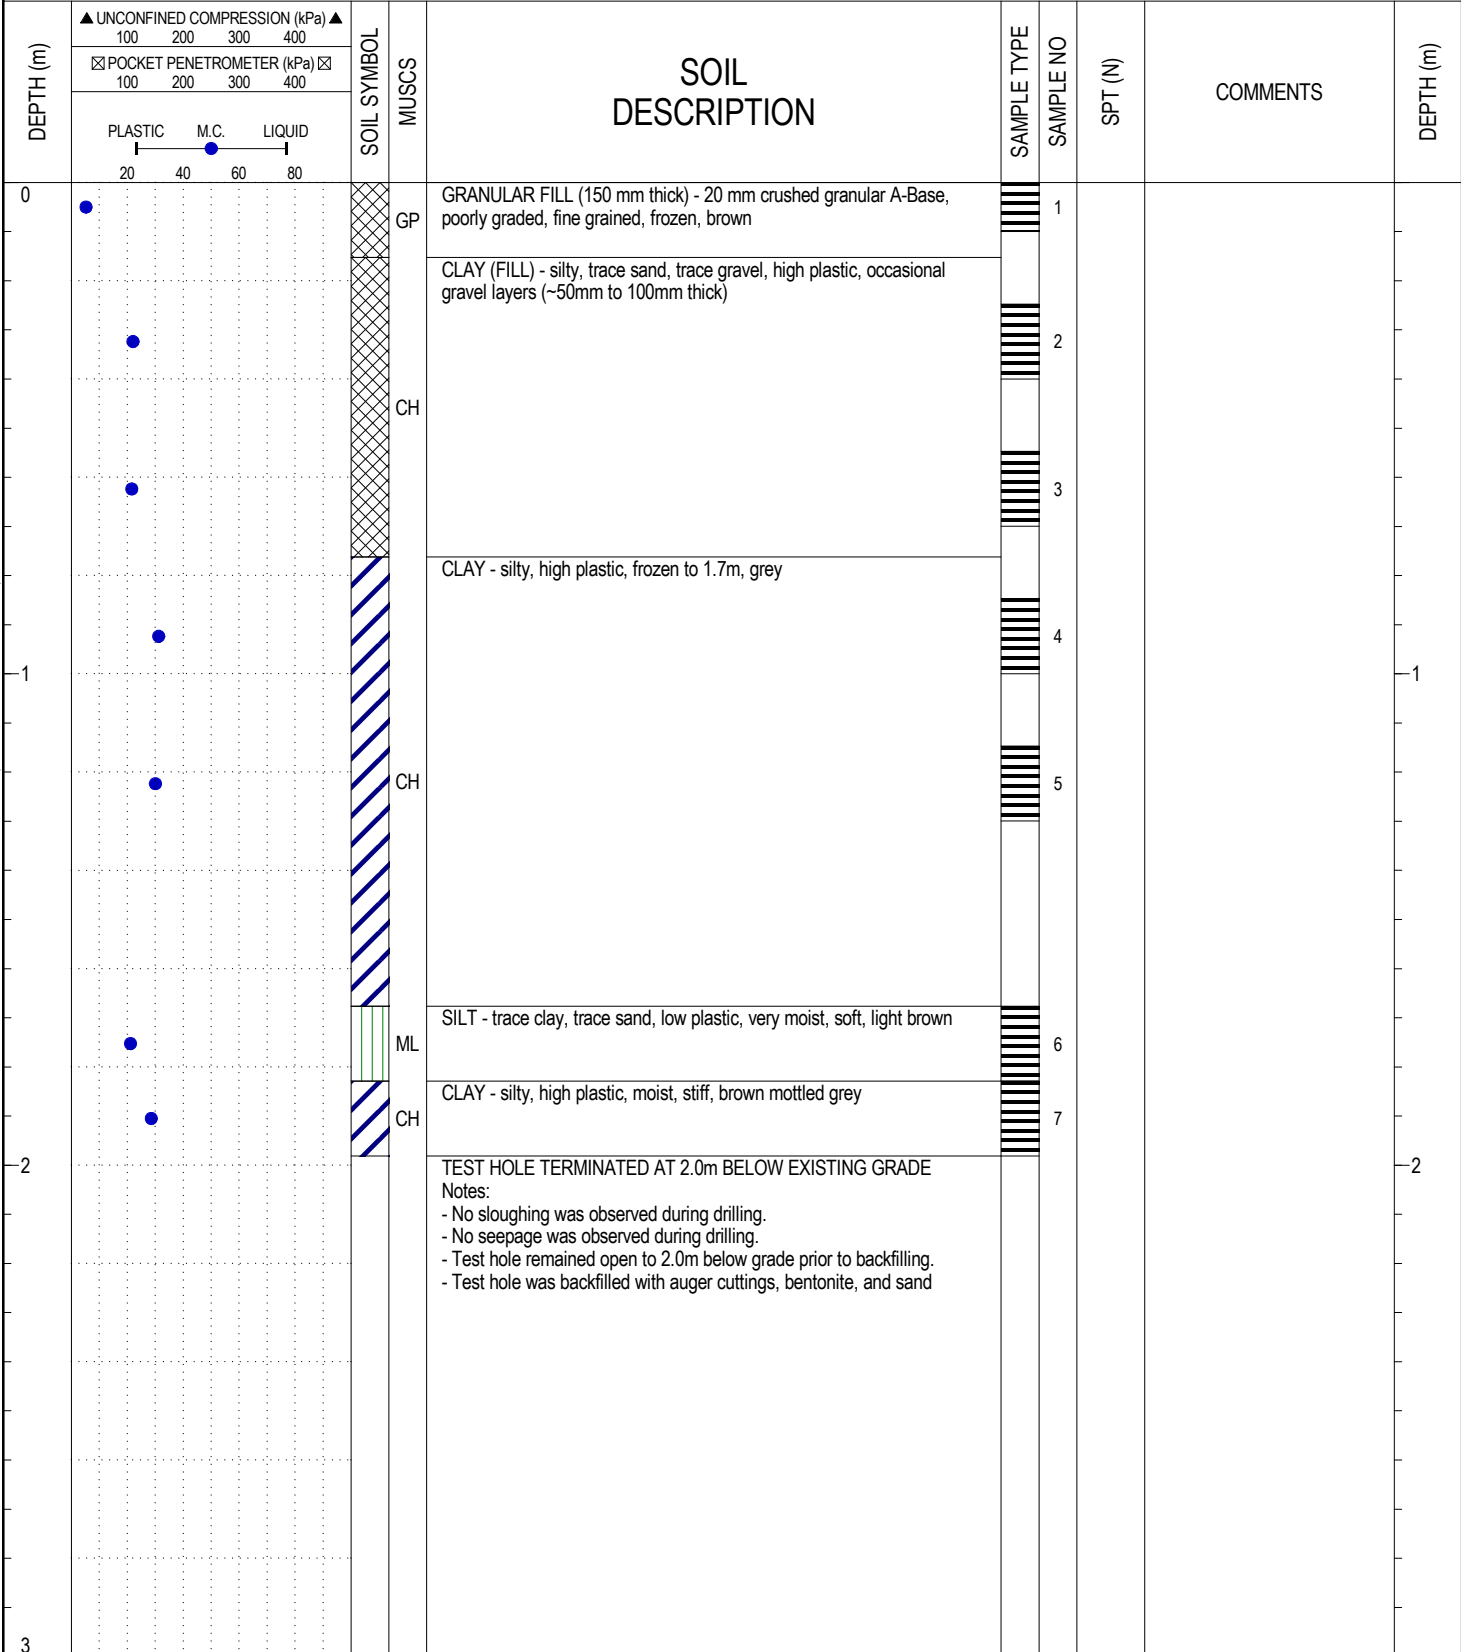 DEPTH (m)
▲ UNCONFINED COMPRESSION (kPa) ▲
100 200 300 400
☒ POCKET PENETROMETER (kPa) ☒
100 200 300 400
PLASTIC M.C. LIQUID
20 40 60 80
SOIL SYMBOL
MUSCS
SOIL
DESCRIPTION
SAMPLE TYPE
SAMPLE NO
SPT (N)
COMMENTS
DEPTH (m)
0
GP
GRANULAR FILL (150 mm thick) - 20 mm crushed granular A-Base,
poorly graded, fine grained, frozen, brown
1
CLAY (FILL) - silty, trace sand, trace gravel, high plastic, occasional
gravel layers (~50mm to 100mm thick)
2
CH
3
CLAY - silty, high plastic, frozen to 1.7m, grey
4
1
1
CH
5
SILT - trace clay, trace sand, low plastic, very moist, soft, light brown
ML
6
CLAY - silty, high plastic, moist, stiff, brown mottled grey
CH
7
2
2
TEST HOLE TERMINATED AT 2.0m BELOW EXISTING GRADE
Notes:
- No sloughing was observed during drilling.
- No seepage was observed during drilling.
- Test hole remained open to 2.0m below grade prior to backfilling.
- Test hole was backfilled with auger cuttings, bentonite, and sand
3